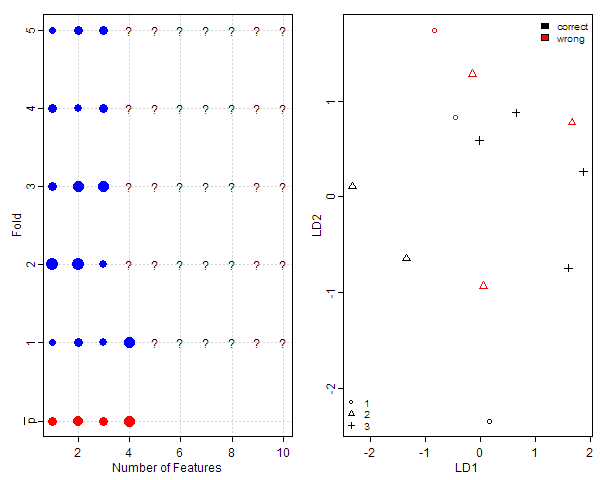 5 ? ? ? ? ? ? ?
4 ? ? ? ? ? ? ?
3 ? ? ? ? ? ? ?
2 ? ? ? ? ? ? ?
1 ? ? ? ? ? ?
p̅
Fold
2 4 6 8 10
Number of Features
correct
wrong
1
0
-1
-2
LD2
1
2
3
-2 -1 0 1 2
LD1